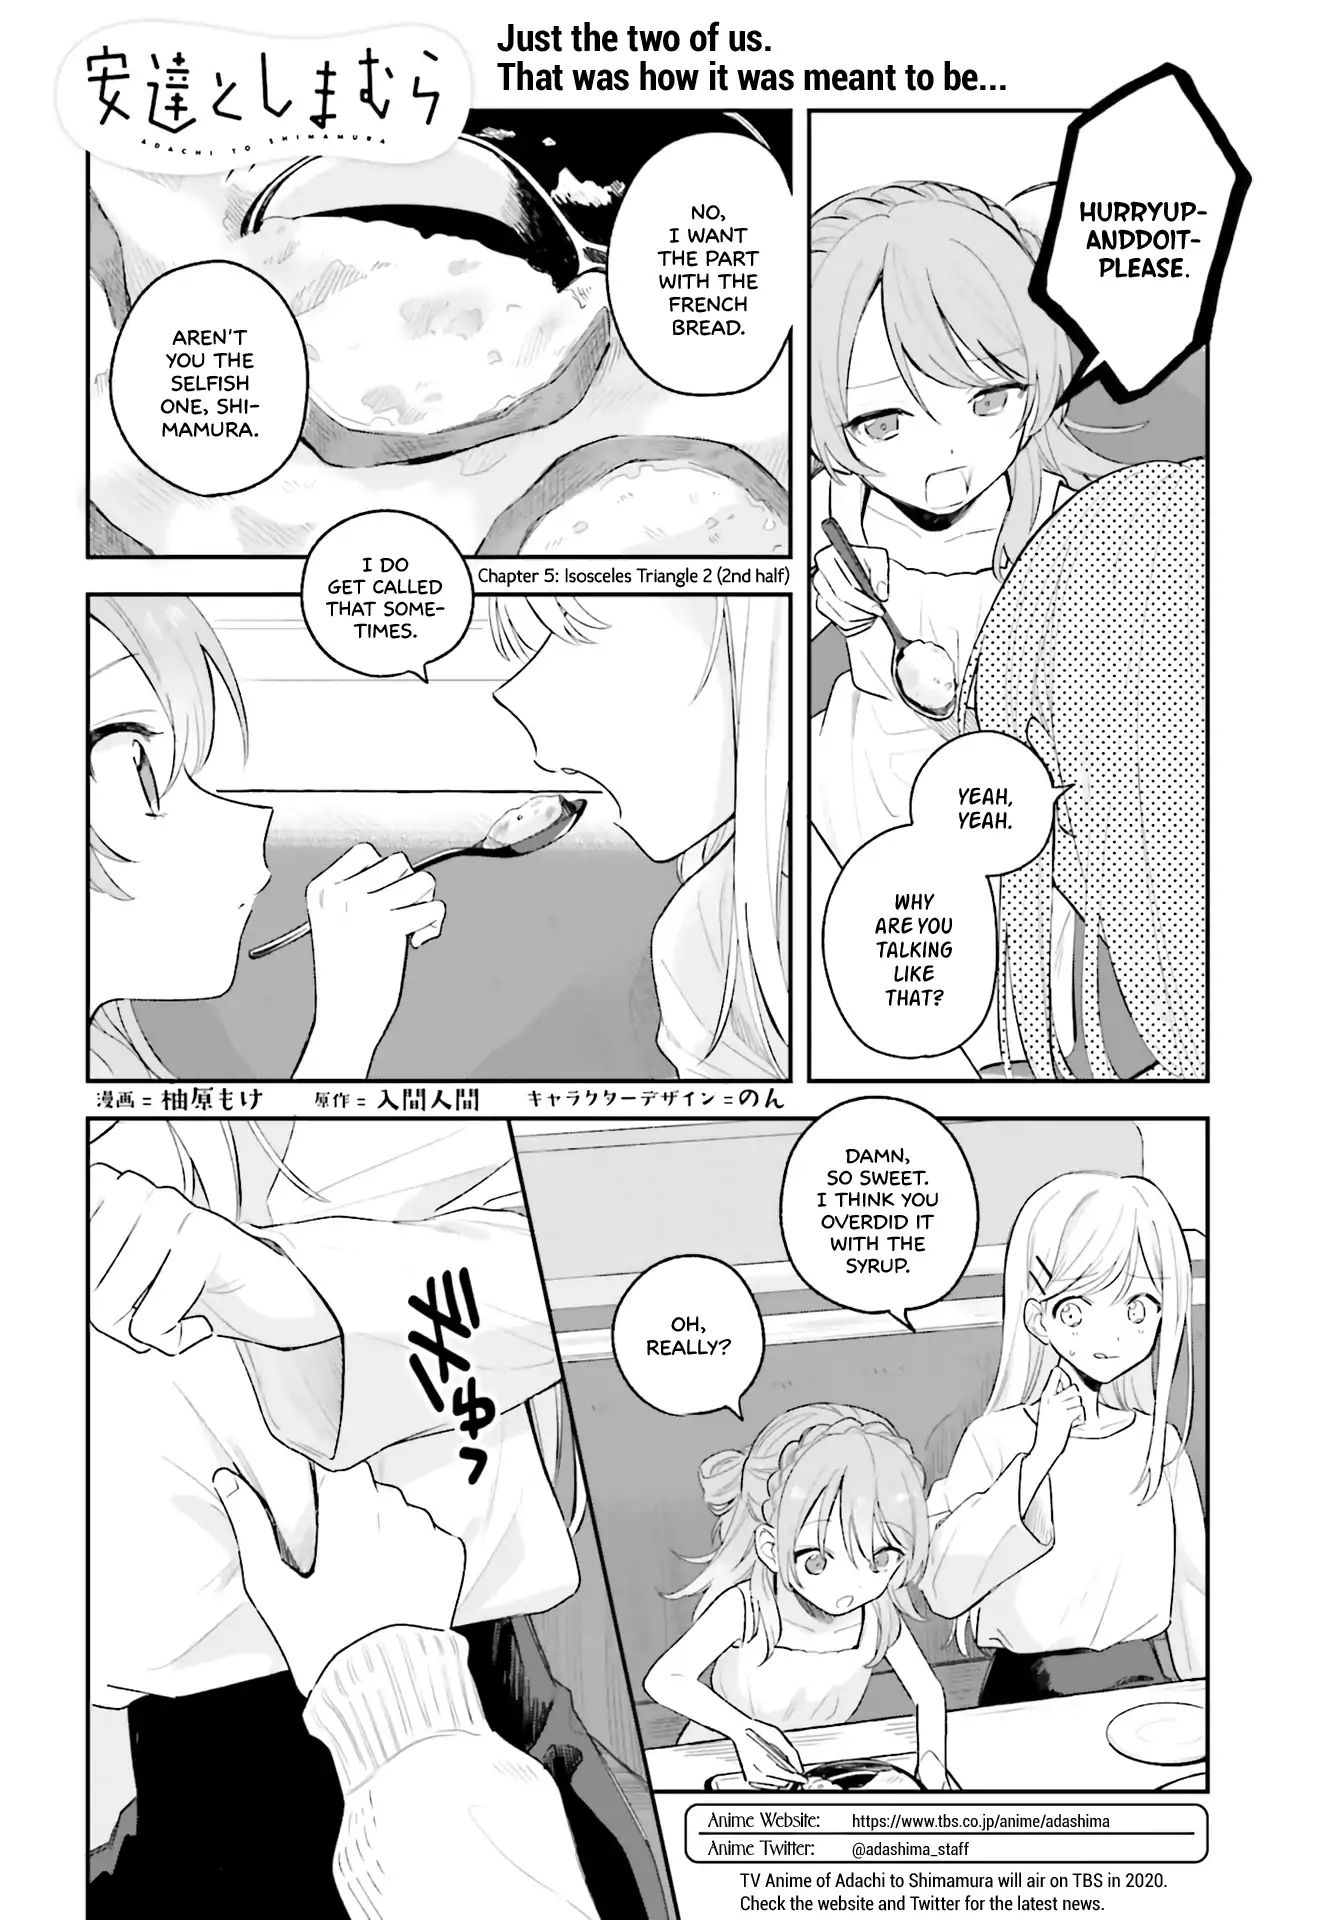 安達としまむら
ADACHI TO SHIMAMURA
Just the two of us.
That was how it was meant to be...
HURRYUP-
ANDDOIT-
PLEASE.
YEAH,
YEAH.
WHY
ARE YOU
TALKING
LIKE
THAT?
NO,
I WANT
THE PART
WITH THE
FRENCH
BREAD.
AREN'T
YOU THE
SELFISH
ONE, SHI-
MAMURA.
Chapter 5: Isosceles Triangle 2 (2nd half)
I DO
GET CALLED
THAT SOME-
TIMES.
漫画 = 柚原もけ 原作 = 入間人間 キャラクターデザイン = のん
DAMN,
SO SWEET.
I THINK YOU
OVERDID IT
WITH THE
SYRUP.
OH,
REALLY?
ギゅっ
Anime Website: https://www.tbs.co.jp/anime/adashima
Anime Twitter: @adashima_staff
TV Anime of Adachi to Shimamura will air on TBS in 2020.
Check the website and Twitter for the latest news.